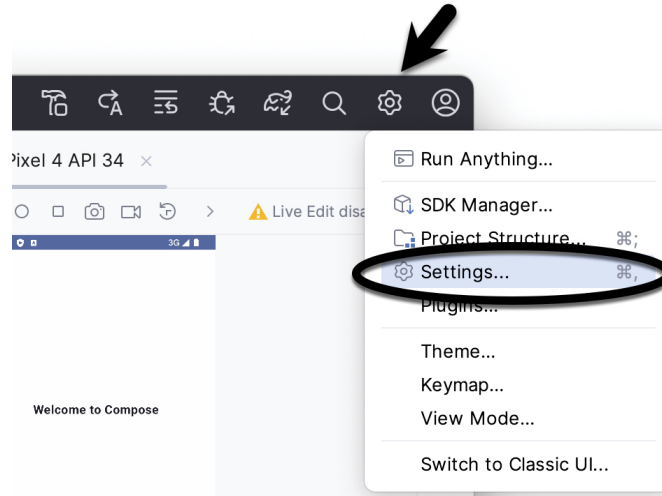 Pixel 4 API 34
Run Anything...
SDK Manager...
Live Edit disa
Project Structure... ⌘;
3G
Settings... ⌘,
Plugins...
Theme...
Keymap...
Welcome to Compose
View Mode...
Switch to Classic UI...